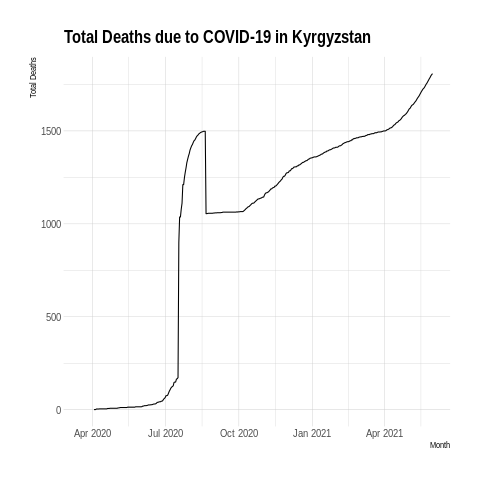 Total Deaths due to COVID-19 in Kyrgyzstan
Total Deaths
1500
1000
500
0
Apr 2020 Jul 2020 Oct 2020 Jan 2021 Apr 2021
Month